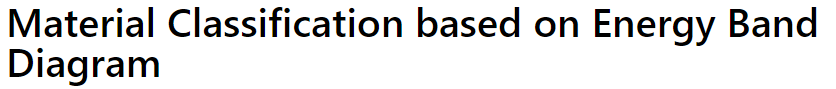 Material Classification based on Energy Band
Diagram